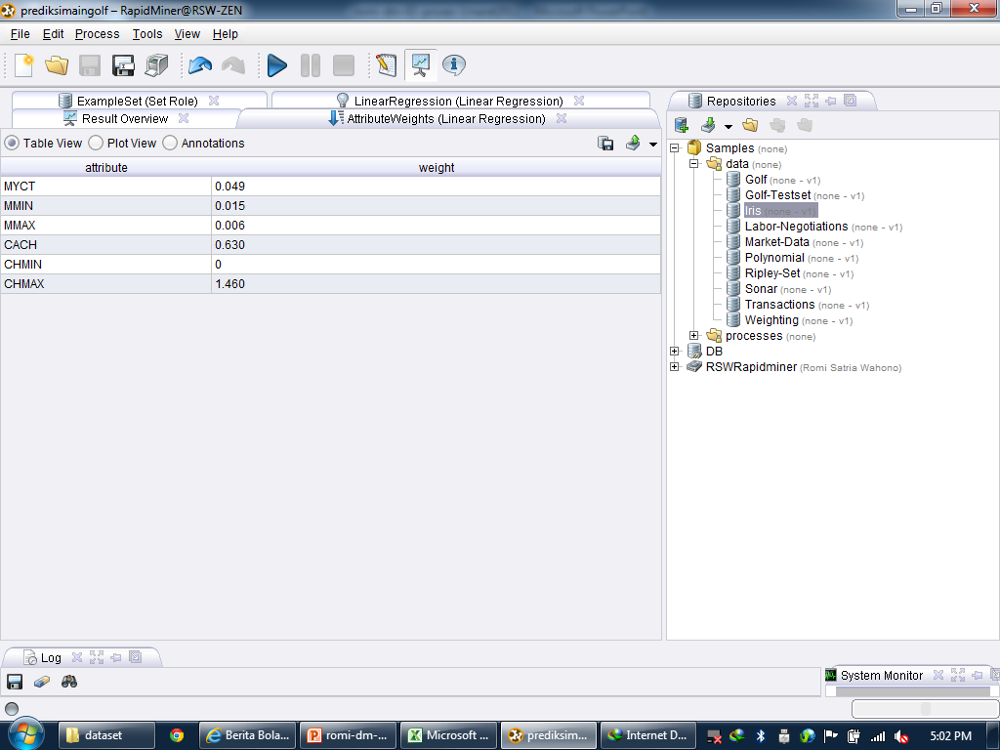 prediksimaingolf – RapidMiner@RSW-ZEN
File Edit Process Tools View Help
ExampleSet (Set Role) LinearRegression (Linear Regression)
Result Overview AttributeWeights (Linear Regression)
Table View Plot View Annotations
attribute weight
MYCT 0.049
MMIN 0.015
MMAX 0.006
CACH 0.630
CHMIN 0
CHMAX 1.460
Repositories
Samples (none)
data (none)
Golf (none - v1)
Golf-Testset (none - v1)
Iris (none - v1)
Labor-Negotiations (none - v1)
Market-Data (none - v1)
Polynomial (none - v1)
Ripley-Set (none - v1)
Sonar (none - v1)
Transactions (none - v1)
Weighting (none - v1)
processes (none)
DB
RSWRapidminer (Romi Satria Wahono)
Log
System Monitor
dataset Berita Bola... romi-dm-... Microsoft ... prediksim... Internet D... 5:02 PM